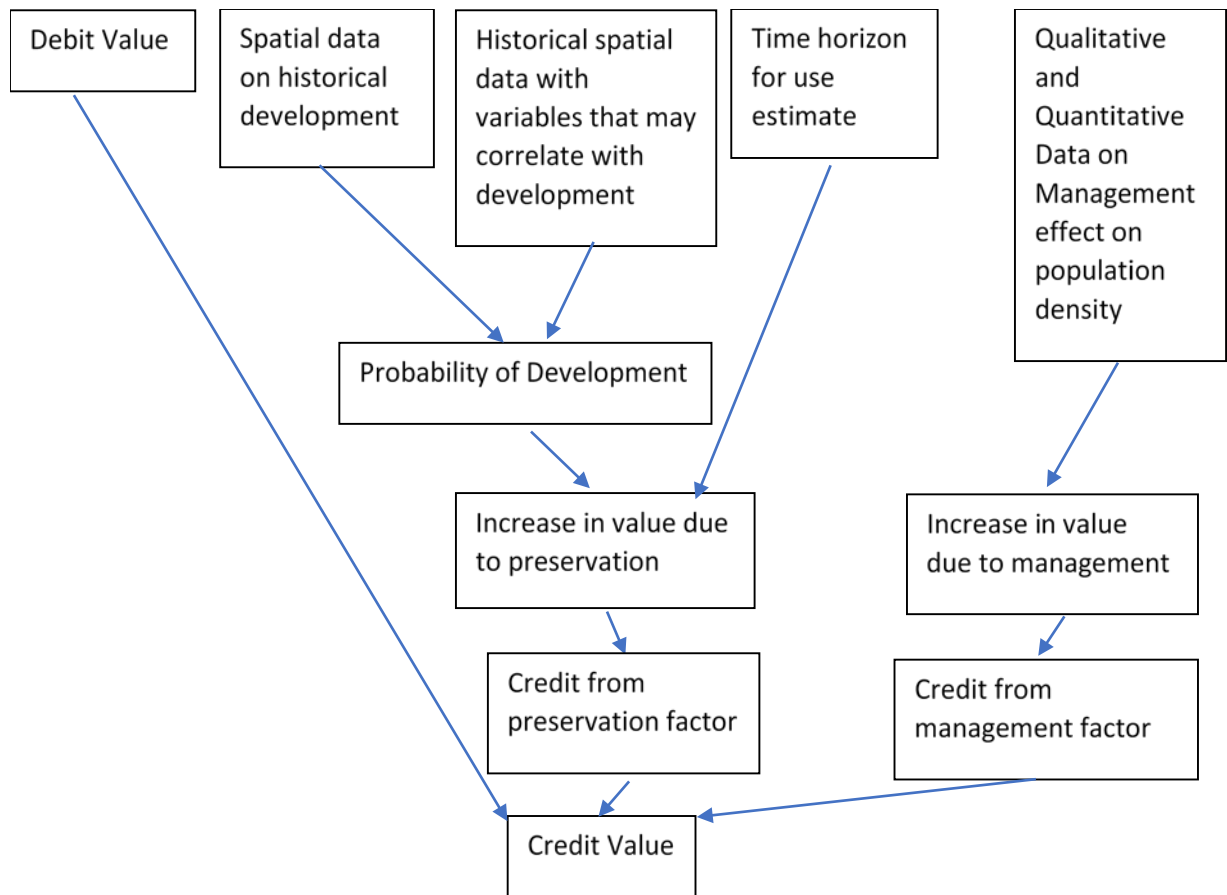 Debit Value
Spatial data
on historical
development
Historical spatial
data with
variables that may
correlate with
development
Time horizon
for use
estimate
Qualitative
and
Quantitative
Data on
Management
effect on
population
density
Probability of Development
Increase in value due
to preservation
Increase in value
due to management
Credit from
preservation factor
Credit from
management factor
Credit Value